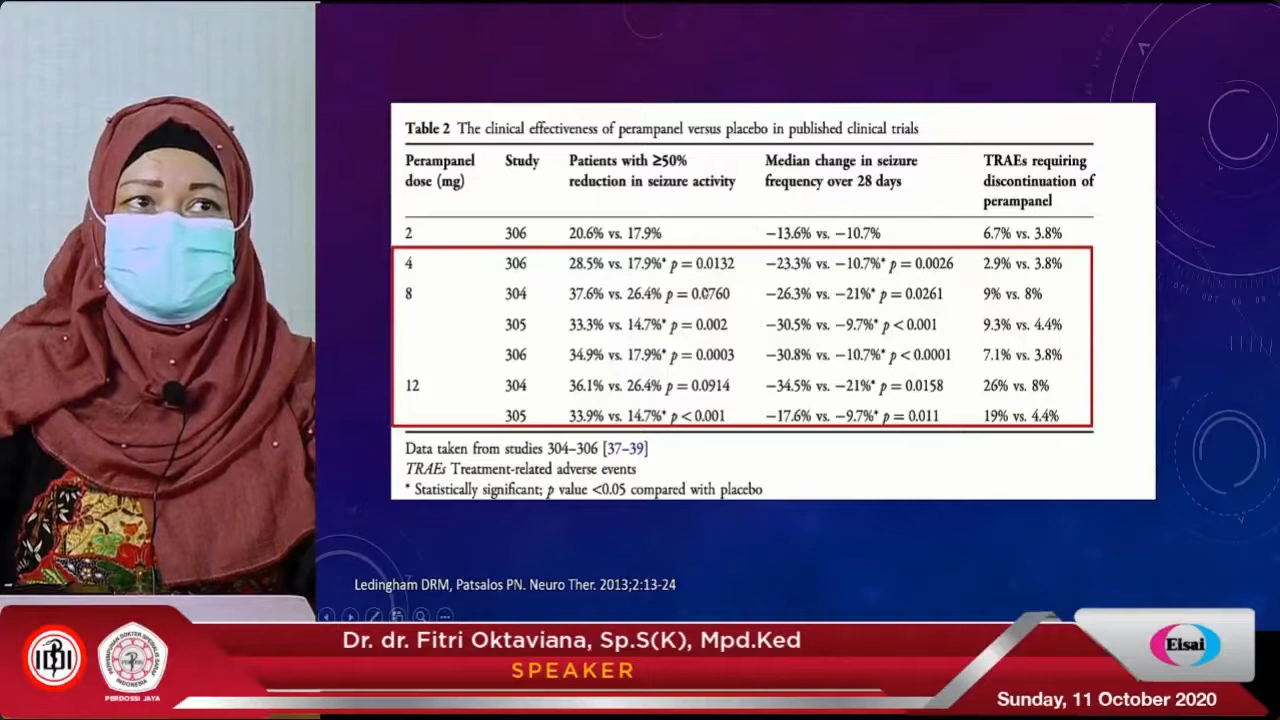 Table 2 The clinical effectiveness of perampanel versus placebo in published clinical trials
Perampanel dose (mg) Study Patients with ≥50% reduction in seizure activity Median change in seizure frequency over 28 days TRAEs requiring discontinuation of perampanel
2 306 20.6% vs. 17.9% −13.6% vs. −10.7% 6.7% vs. 3.8%
4 306 28.5% vs. 17.9%* p = 0.0132 −23.3% vs. −10.7%* p = 0.0026 2.9% vs. 3.8%
8 304 37.6% vs. 26.4% p = 0.0760 −26.3% vs. −21%* p = 0.0261 9% vs. 8%
305 33.3% vs. 14.7%* p = 0.002 −30.5% vs. −9.7%* p < 0.001 9.3% vs. 4.4%
306 34.9% vs. 17.9%* p = 0.0003 −30.8% vs. −10.7%* p < 0.0001 7.1% vs. 3.8%
12 304 36.1% vs. 26.4% p = 0.0914 −34.5% vs. −21%* p = 0.0158 26% vs. 8%
305 33.9% vs. 14.7%* p < 0.001 −17.6% vs. −9.7%* p = 0.011 19% vs. 4.4%
Data taken from studies 304–306 [37–39]
TRAEs Treatment-related adverse events
* Statistically significant; p value <0.05 compared with placebo
Ledingham DRM, Patsalos PN. Neuro Ther. 2013;2:13-24
Dr. dr. Fitri Oktaviana, Sp.S(K), Mpd.Ked
SPEAKER
PERDOSSI JAYA
Eisai
Sunday, 11 October 2020